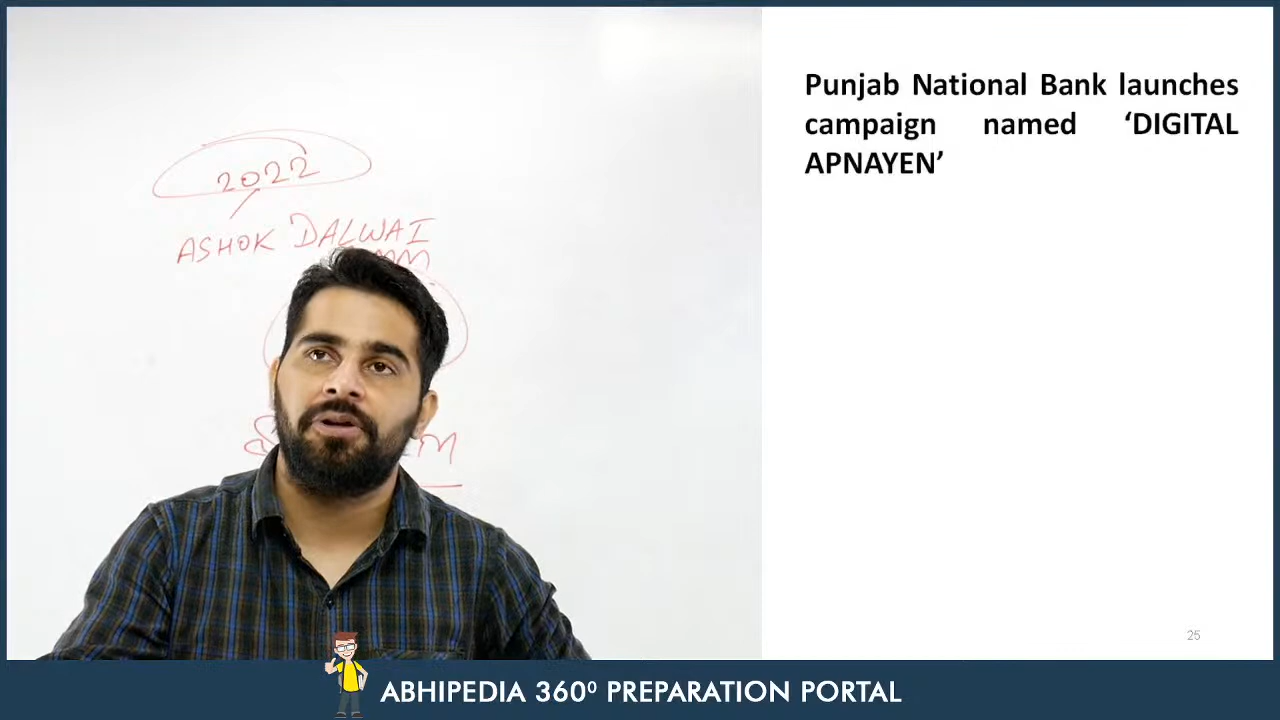 2022
ASHOK DALWAI
Punjab National Bank launches
campaign named ‘DIGITAL
APNAYEN’
25
ABHIPEDIA 360⁰ PREPARATION PORTAL